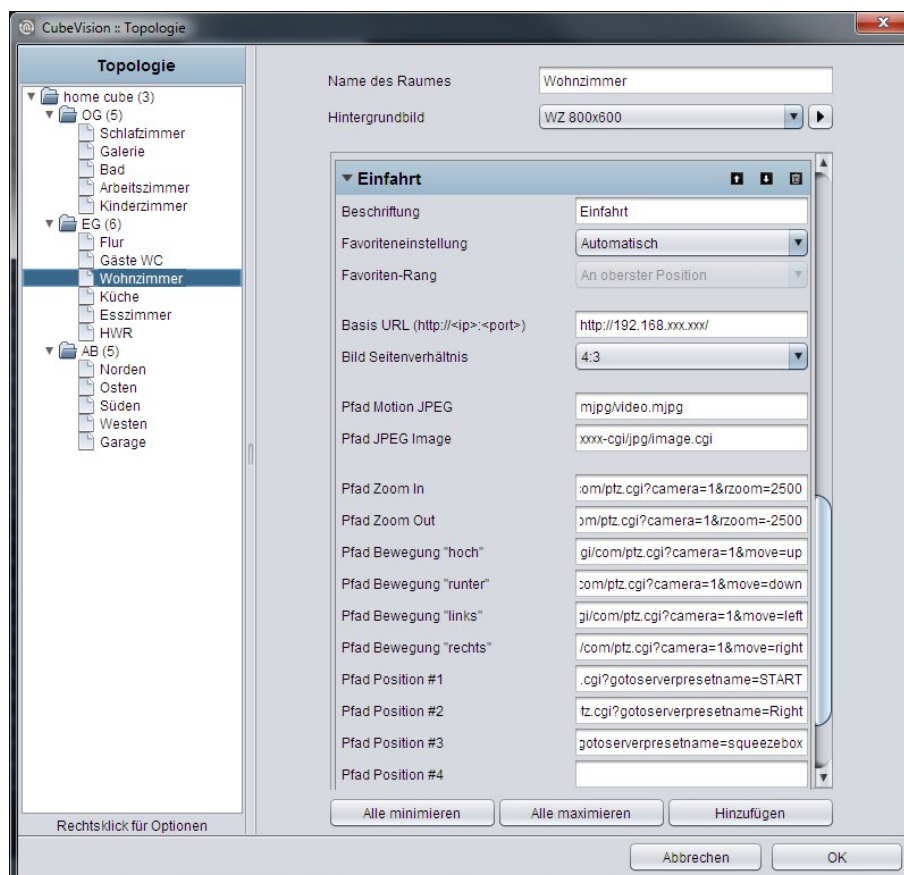 CubeVision :: Topologie
Topologie
home cube (3)
OG (5)
Schlafzimmer
Galerie
Bad
Arbeitszimmer
Kinderzimmer
EG (6)
Flur
Gäste WC
Wohnzimmer
Küche
Esszimmer
HWR
AB (5)
Norden
Osten
Süden
Westen
Garage
Rechtsklick für Optionen
Name des Raumes Wohnzimmer
Hintergrundbild WZ 800x600
Einfahrt
Beschriftung Einfahrt
Favoriteneinstellung Automatisch
Favoriten-Rang An oberster Position
Basis URL (http://<ip>:<port>) http://192.168.xxx.xxx/
Bild Seitenverhältnis 4:3
Pfad Motion JPEG mjpg/video.mjpg
Pfad JPEG Image xxxx-cgi/jpg/image.cgi
Pfad Zoom In :om/ptz.cgi?camera=1&rzoom=2500
Pfad Zoom Out om/ptz.cgi?camera=1&rzoom=-2500
Pfad Bewegung "hoch" gi/com/ptz.cgi?camera=1&move=up
Pfad Bewegung "runter" com/ptz.cgi?camera=1&move=down
Pfad Bewegung "links" gi/com/ptz.cgi?camera=1&move=left
Pfad Bewegung "rechts" /com/ptz.cgi?camera=1&move=right
Pfad Position #1 .cgi?gotoserverpresetname=START
Pfad Position #2 tz.cgi?gotoserverpresetname=Right
Pfad Position #3 gotoserverpresetname=squeezebox
Pfad Position #4
Alle minimieren Alle maximieren Hinzufügen
Abbrechen OK